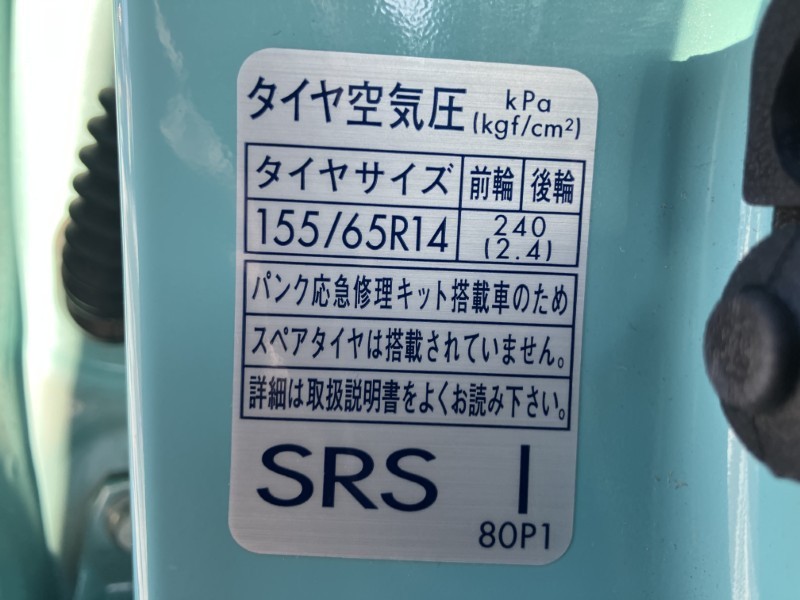 タイヤ空気圧 kPa (kgf/cm²)
タイヤサイズ 前輪 後輪
155/65R14 240 (2.4)
パンク応急修理キット搭載車のため
スペアタイヤは搭載されていません。
詳細は取扱説明書をよくお読み下さい。
SRS I
80P1